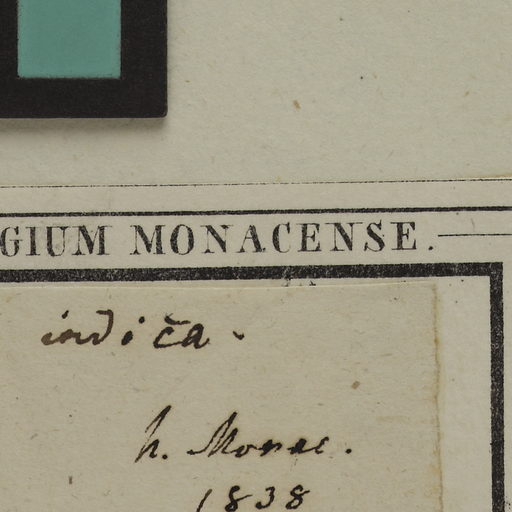 GIUM MONACENSE.
indica.
h. Monac.
1838